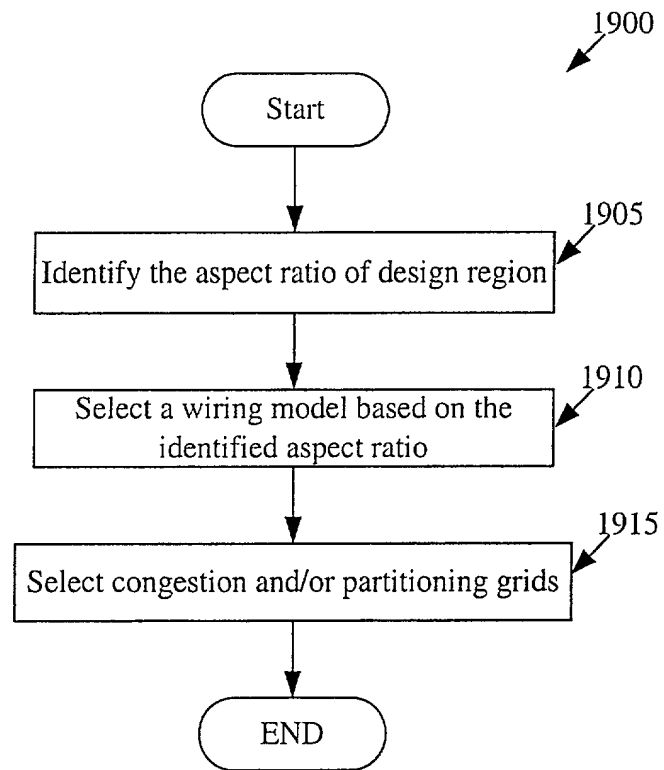 1900
Start
1905
Identify the aspect ratio of design region
1910
Select a wiring model based on the
identified aspect ratio
1915
Select congestion and/or partitioning grids
END